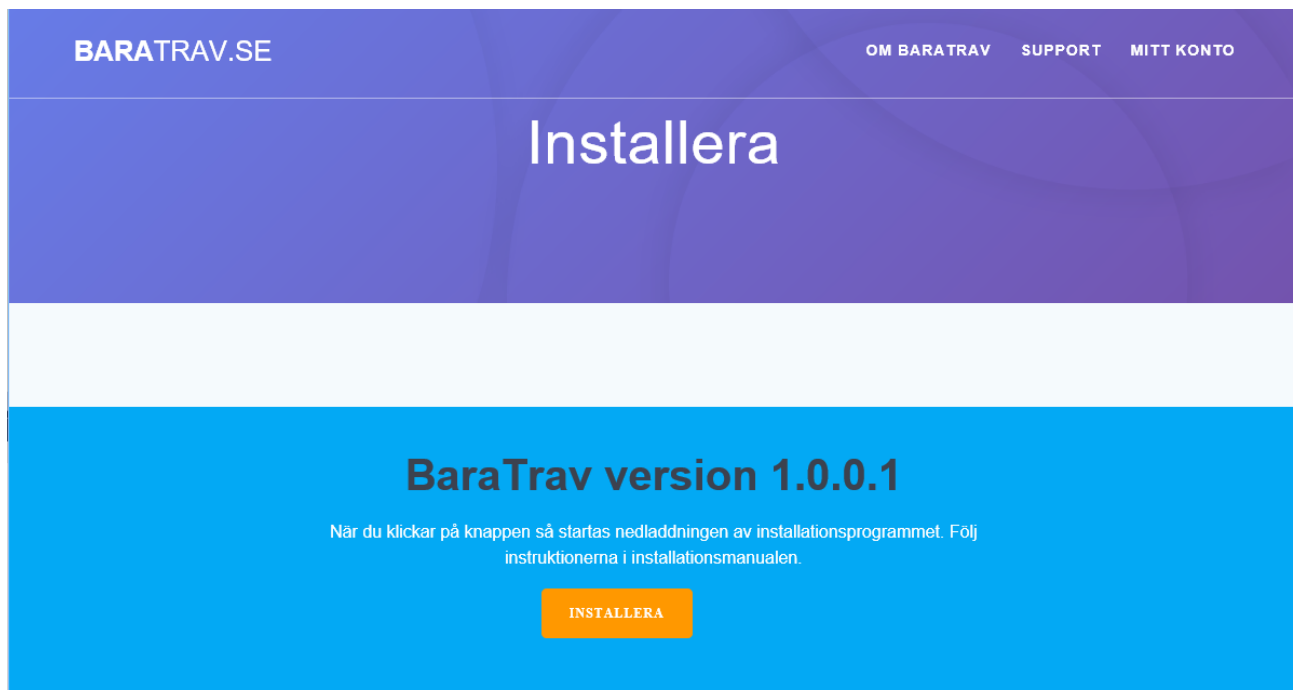 BARATRAV.SE
OM BARATRAV SUPPORT MITT KONTO
Installera
BaraTrav version 1.0.0.1
När du klickar på knappen så startas nedladdningen av installationsprogrammet. Följ
instruktionerna i installationsmanualen.
INSTALLERA